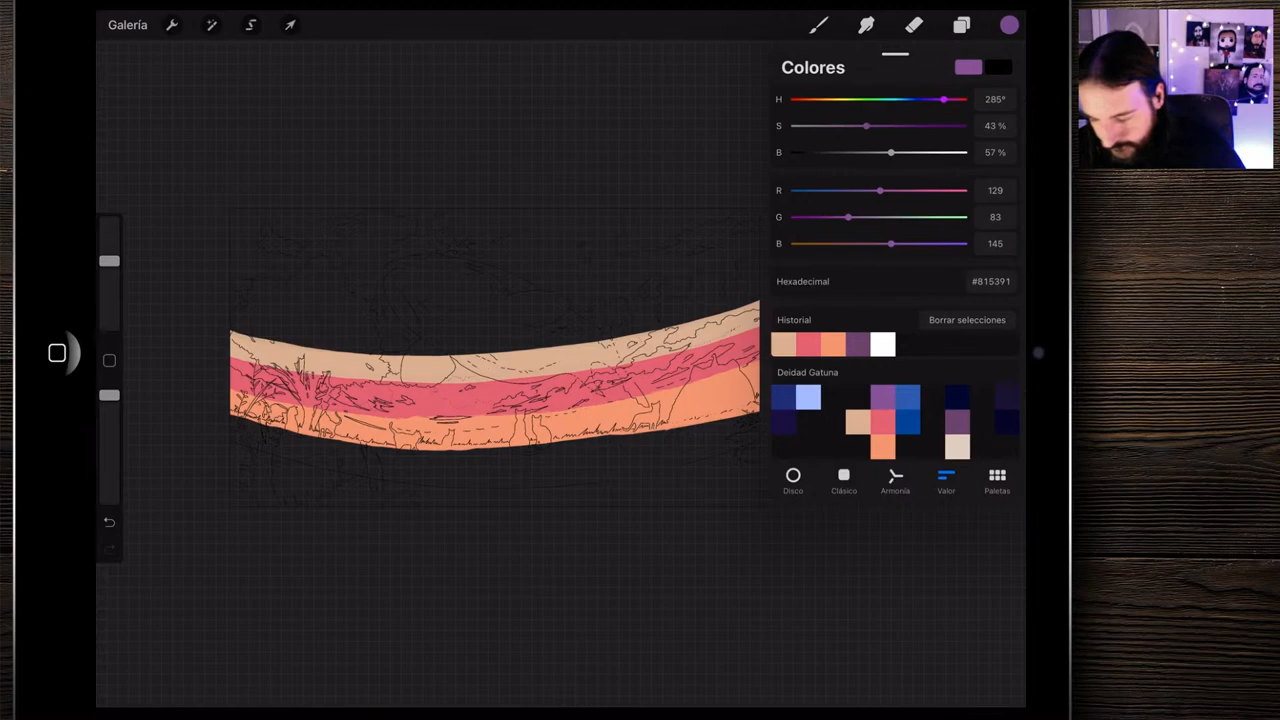 Galería
Colores
H 285°
S 43 %
B 57 %
R 129
G 83
B 145
Hexadecimal #815391
Historial Borrar selecciones
Deidad Gatuna
Disco Clásico Armonía Valor Paletas